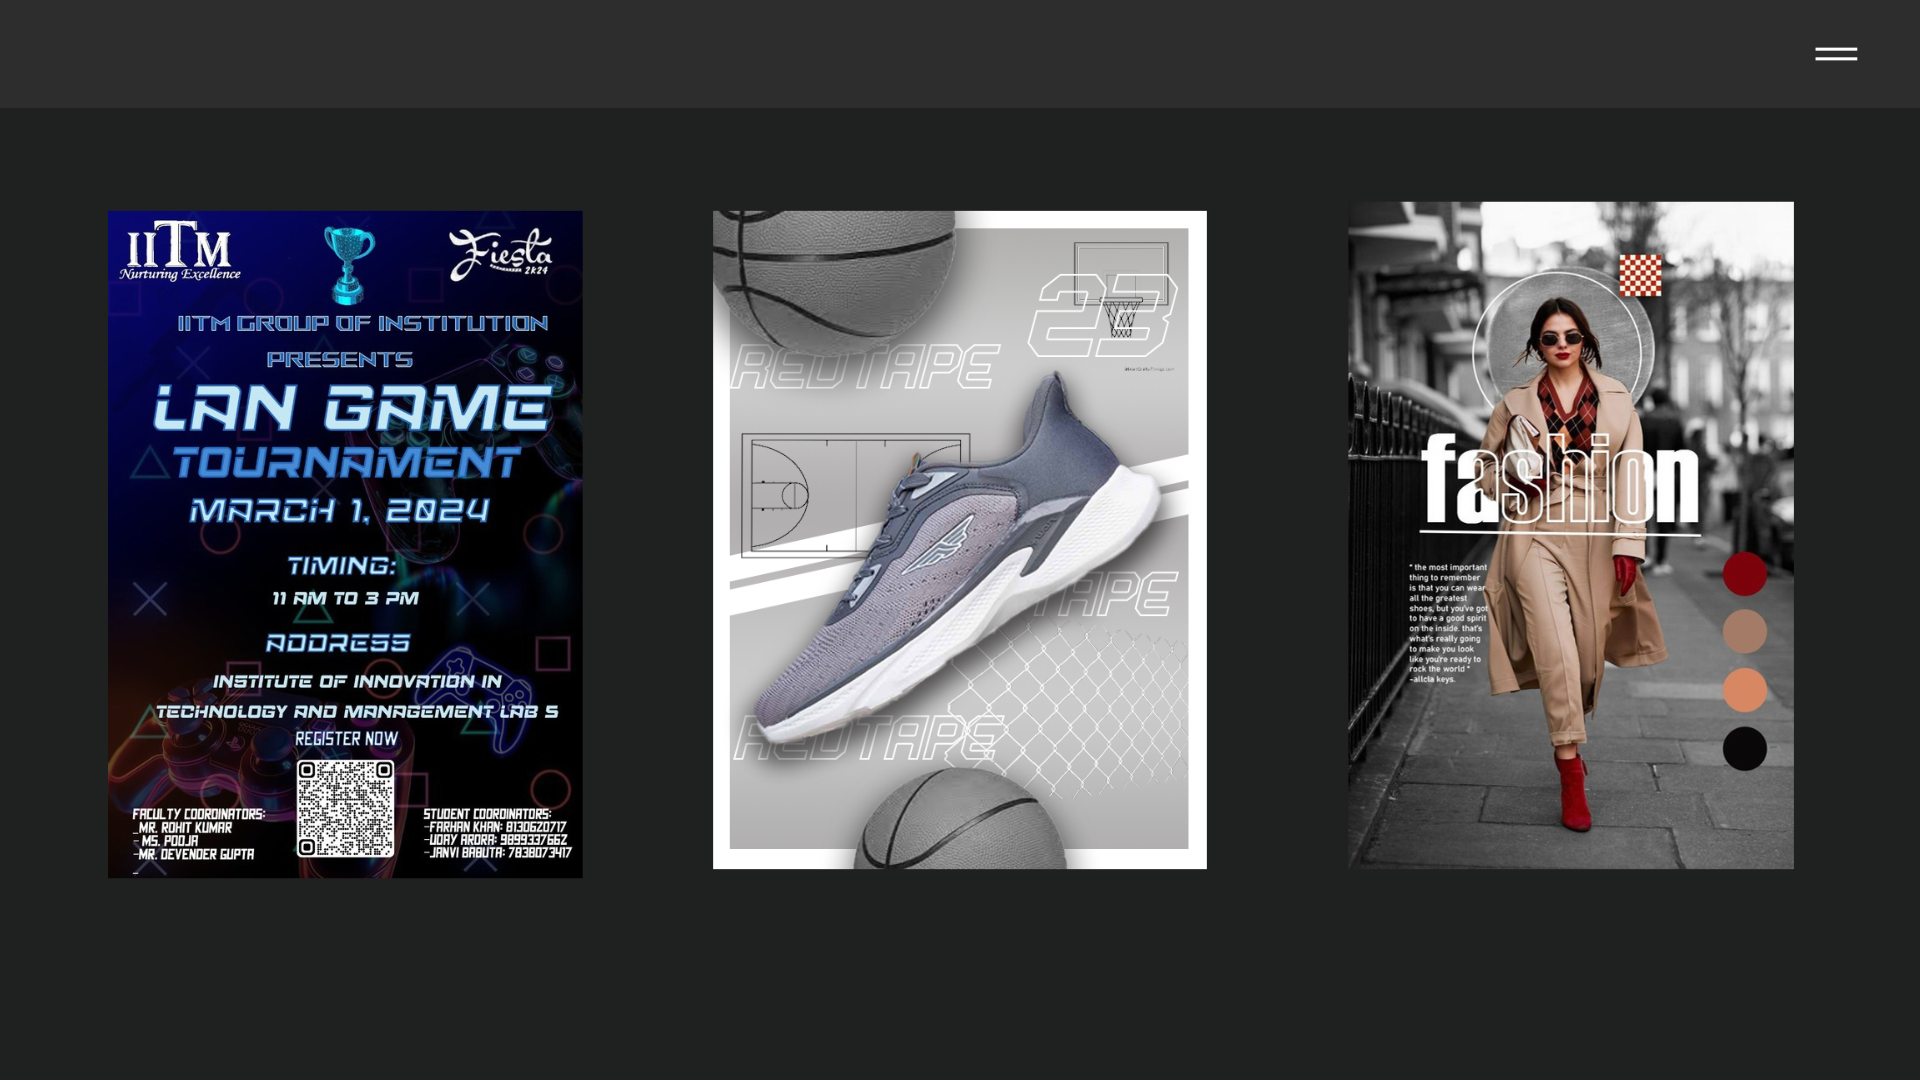 IITM
Nurturing Excellence
Fiesta
2K24
IITM GROUP OF INSTITUTION
PRESENTS
LAN GAME
TOURNAMENT
MARCH 1, 2024
TIMING:
11 AM TO 3 PM
ADDRESS
INSTITUTE OF INNOVATION IN
TECHNOLOGY AND MANAGEMENT LAB 5
REGISTER NOW
FACULTY COORDINATORS:
_MR. ROHIT KUMAR
_ MS. POOJA
-MR. DEVENDER GUPTA
_
STUDENT COORDINATORS:
-FARHAN KHAN: 8130620717
-UDAY ARORA: 9899337662
-JANVI BABUTA: 7838073417
23
REDTAPE
TAPE
REDTAPE
fashion
" the most important
thing to remember
is that you can wear
all the greatest
shoes, but you've got
to have a good spirit
on the inside. that's
what's really going
to make you look
like you're ready to
rock the world "
-allcia keys.